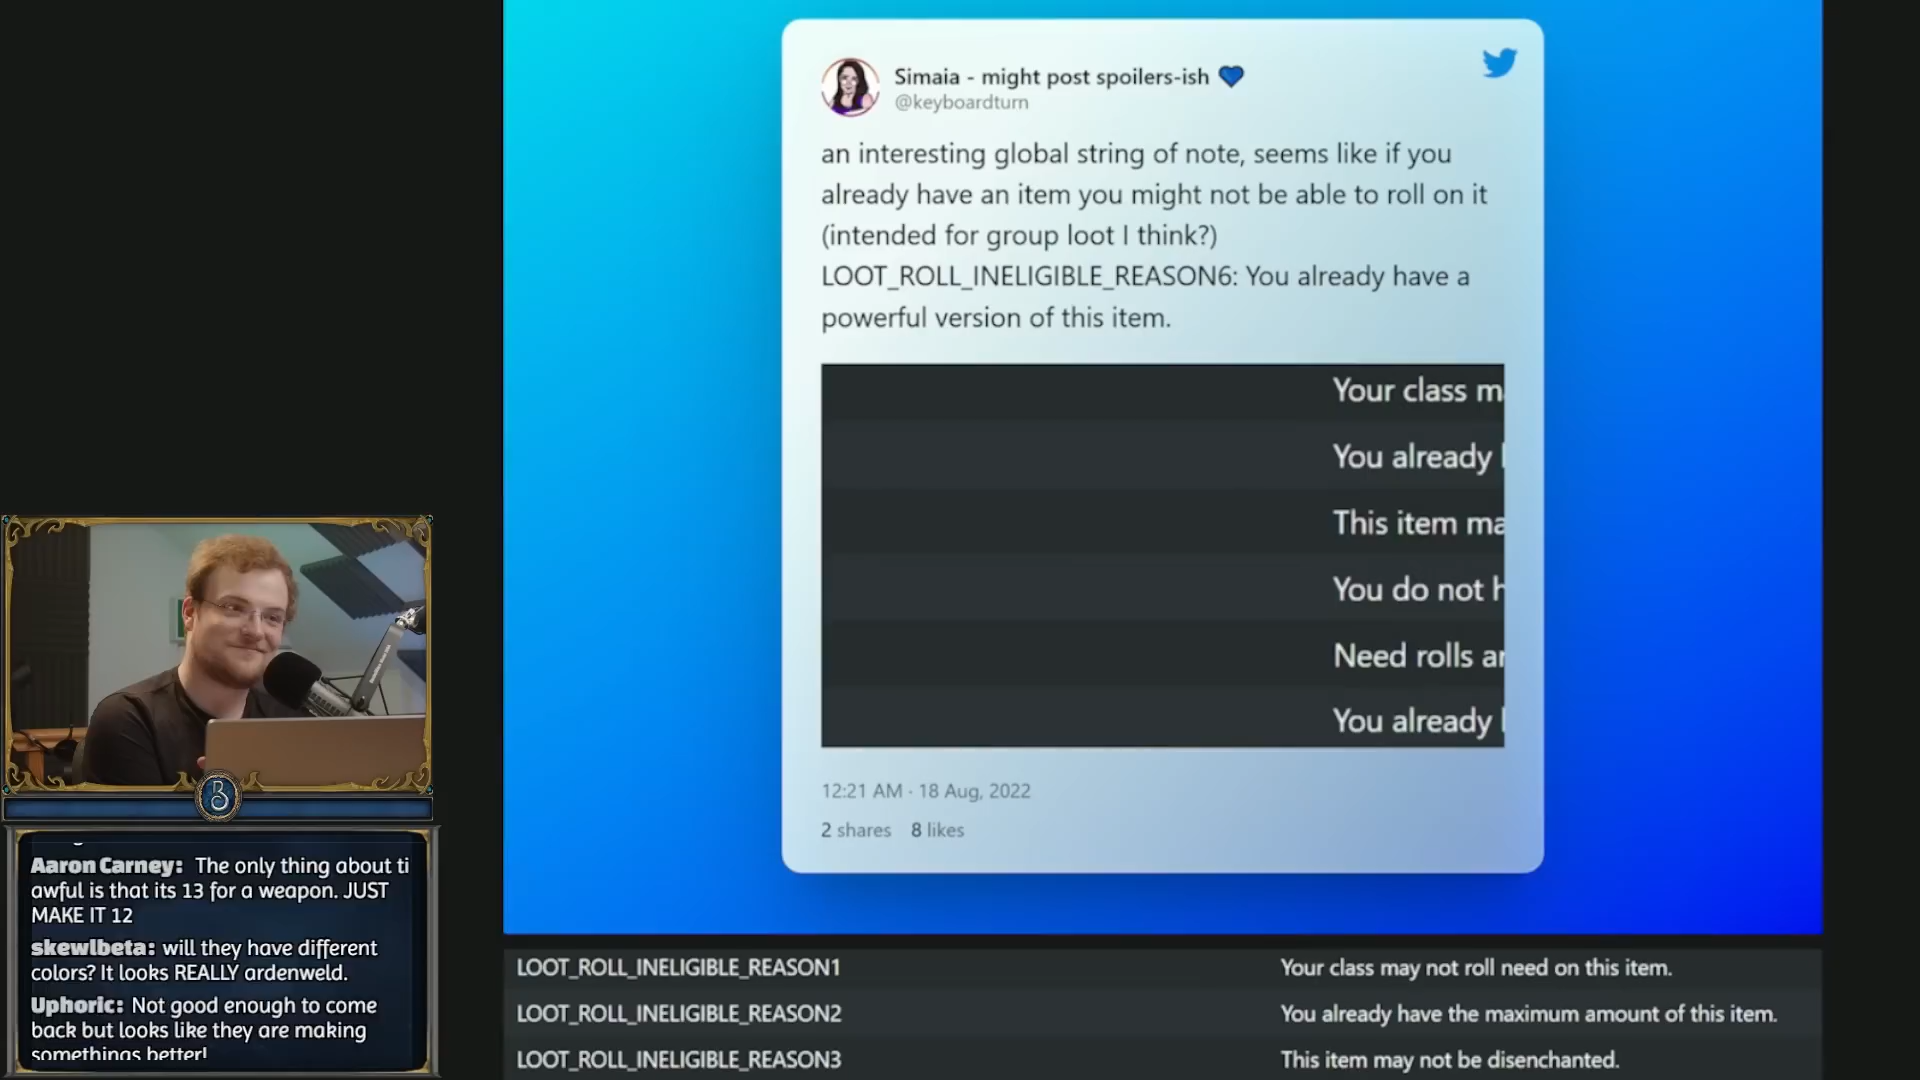 Simaia - might post spoilers-ish 💙
@keyboardturn
an interesting global string of note, seems like if you
already have an item you might not be able to roll on it
(intended for group loot I think?)
LOOT_ROLL_INELIGIBLE_REASON6: You already have a
powerful version of this item.
Your class m
You already
This item ma
You do not h
Need rolls ar
You already
12:21 AM · 18 Aug, 2022
2 shares 8 likes
B
Aaron Carney: The only thing about ti
awful is that its 13 for a weapon. JUST
MAKE IT 12
skewlbeta: will they have different
colors? It looks REALLY ardenweld.
Uphoric: Not good enough to come
back but looks like they are making
somethings better!
LOOT_ROLL_INELIGIBLE_REASON1 Your class may not roll need on this item.
LOOT_ROLL_INELIGIBLE_REASON2 You already have the maximum amount of this item.
LOOT_ROLL_INELIGIBLE_REASON3 This item may not be disenchanted.